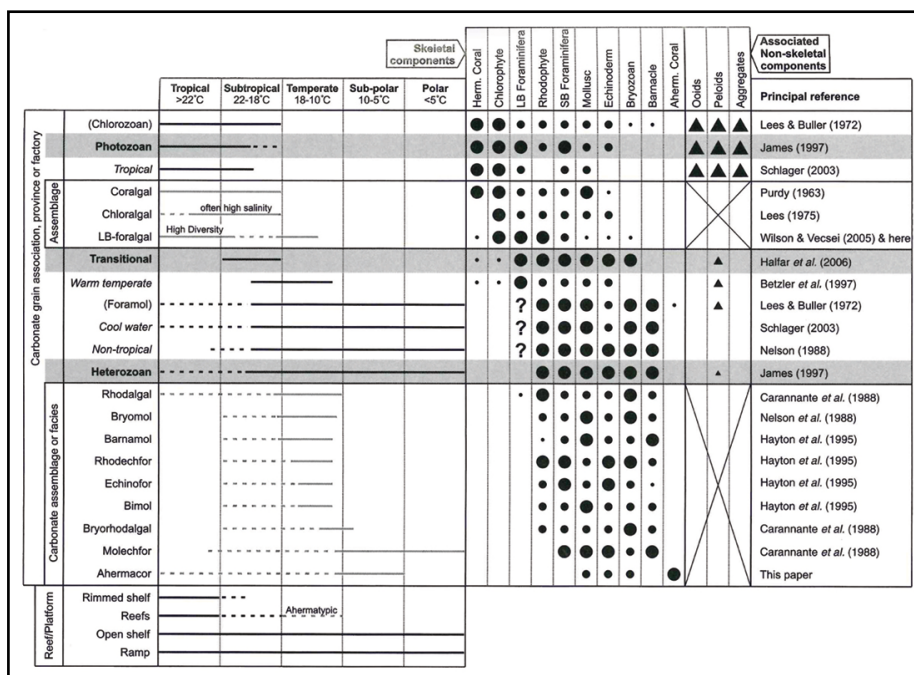 Skeletal components
Herm. Coral
Chlorophyte
LB Foraminifera
Rhodophyte
SB Foraminifera
Mollusc
Echinoderm
Bryozoan
Barnacle
Aherm. Coral
Associated Non-skeletal components
Ooids
Peloids
Aggregates
Tropical Subtropical Temperate Sub-polar Polar
>22°C 22-18°C 18-10°C 10-5°C <5°C
Principal reference
Carbonate grain association, province or factory
(Chlorozoan) Lees & Buller (1972)
Photozoan James (1997)
Tropical Schlager (2003)
Assemblage
Coralgal Purdy (1963)
Chloralgal often high salinity Lees (1975)
LB-foralgal High Diversity Wilson & Vecsei (2005) & here
Transitional Halfar et al. (2006)
Warm temperate Betzler et al. (1997)
(Foramol) ? Lees & Buller (1972)
Cool water ? Schlager (2003)
Non-tropical ? Nelson (1988)
Heterozoan James (1997)
Carbonate assemblage or facies
Rhodalgal Carannante et al. (1988)
Bryomol Nelson et al. (1988)
Barnamol Hayton et al. (1995)
Rhodechfor Hayton et al. (1995)
Echinofor Hayton et al. (1995)
Bimol Hayton et al. (1995)
Bryorhodalgal Carannante et al. (1988)
Molechfor Carannante et al. (1988)
Ahermacor This paper
Reef/Platform
Rimmed shelf
Reefs Ahermatypic
Open shelf
Ramp